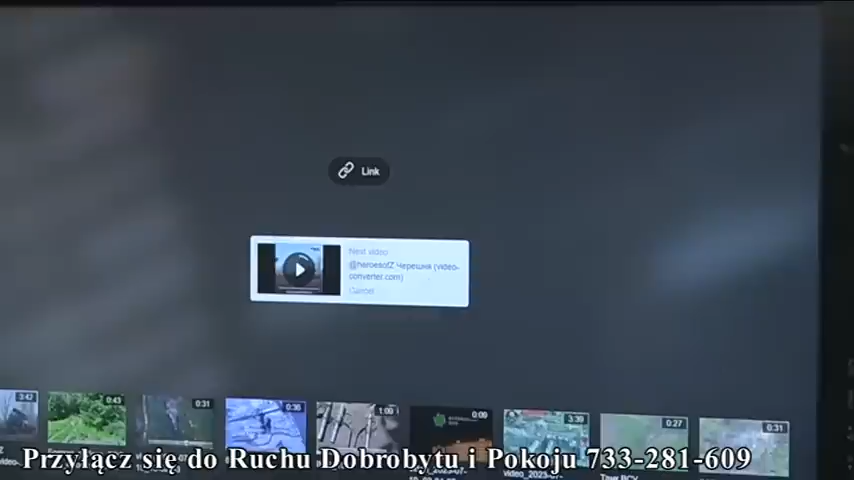 Link
Next video
@heroesofZ Черешня (video-
converter.com)
Cancel
3:42
0:43
0:31
0:36
1:00
0:09
3:39
0:27
0:31
Przyłącz się do Ruchu Dobrobytu i Pokoju 733-281-609